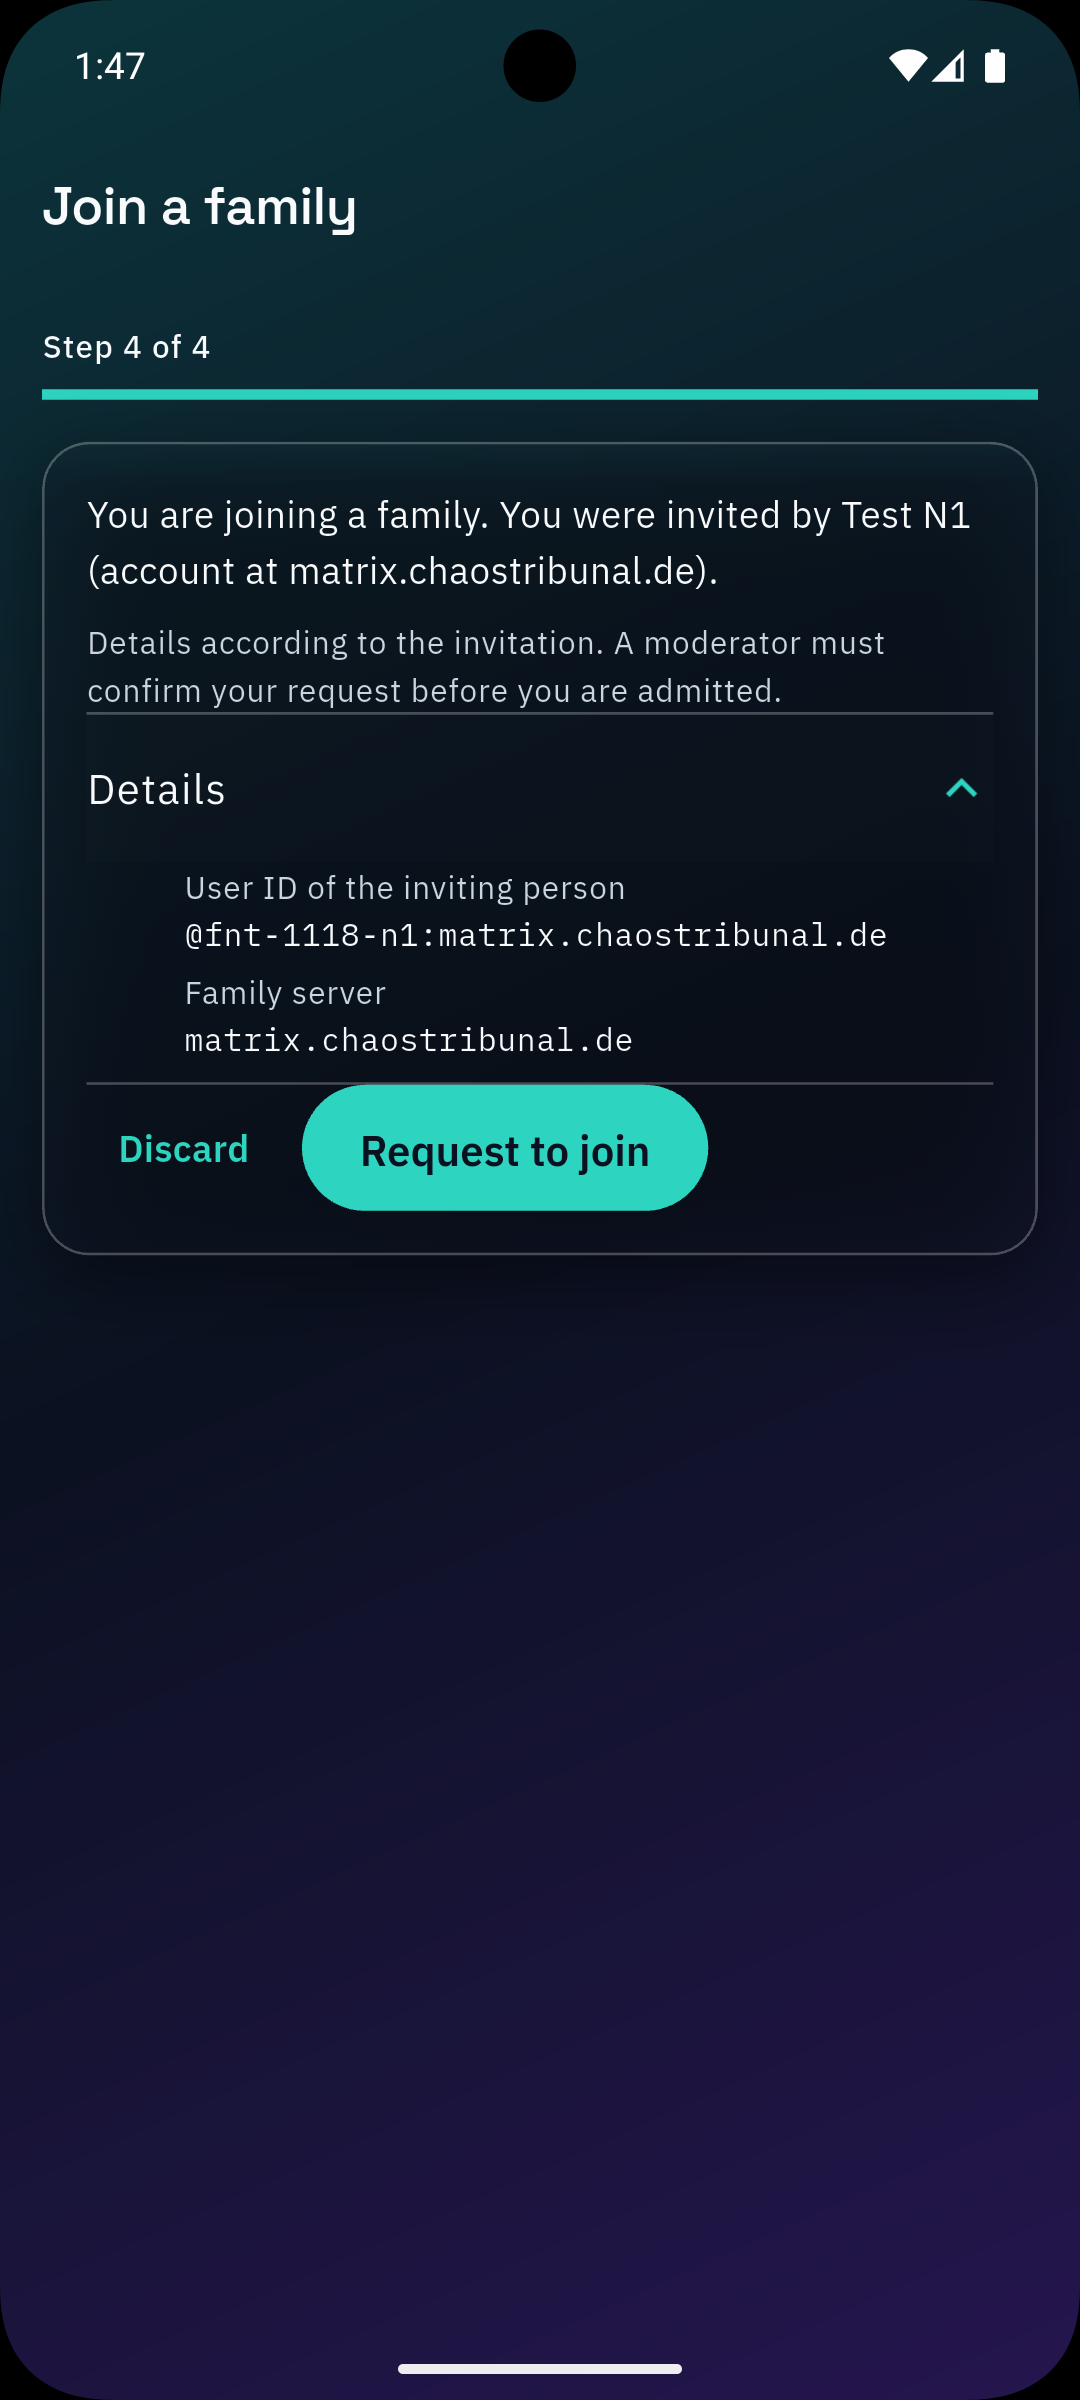 1:47
Join a family
Step 4 of 4
You are joining a family. You were invited by Test N1
(account at matrix.chaostribunal.de).
Details according to the invitation. A moderator must
confirm your request before you are admitted.
Details
User ID of the inviting person
@fnt-1118-n1:matrix.chaostribunal.de
Family server
matrix.chaostribunal.de
Discard
Request to join